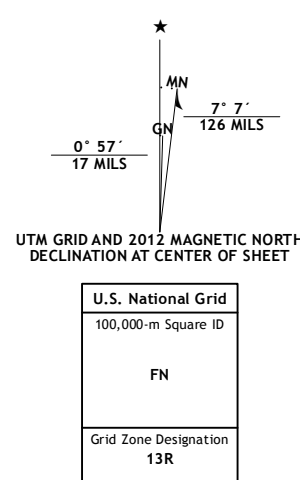 ★
MN
7° 7´
126 MILS
GN
0° 57´
17 MILS
UTM GRID AND 2012 MAGNETIC NORTH
DECLINATION AT CENTER OF SHEET
U.S. National Grid
100,000-m Square ID
FN
Grid Zone Designation
13R